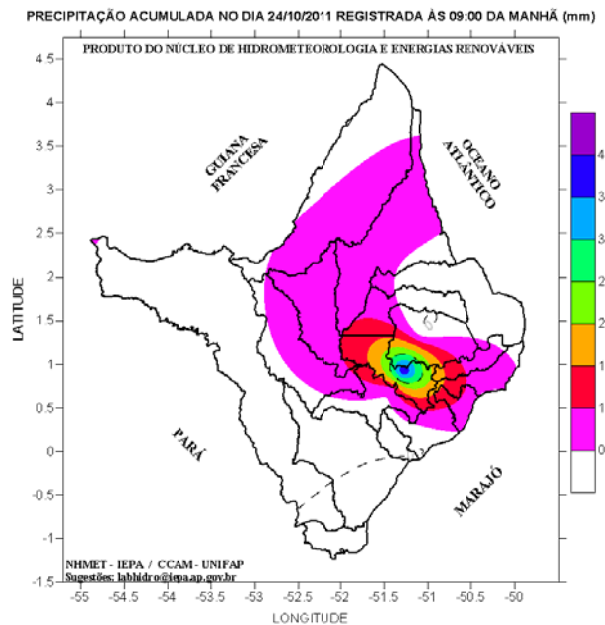 PRECIPITAÇÃO ACUMULADA NO DIA 24/10/2011 REGISTRADA ÀS 09:00 DA MANHÃ (mm)
PRODUTO DO NÚCLEO DE HIDROMETEOROLOGIA E ENERGIAS RENOVÁVEIS
GUIANA
FRANCESA
OCEANO
ATLÂNTICO
PARÁ
MARAJÓ
LATITUDE
4.5
4
3.5
3
2.5
2
1.5
1
0.5
0
-0.5
-1
-1.5
4
3
3
2
2
1
1
0
NHMET - IEPA / CCAM - UNIFAP
Sugestões: labhidro@iepa.ap.gov.br
-55
-54.5
-54
-53.5
-53
-52.5
-52
-51.5
-51
-50.5
-50
LONGITUDE